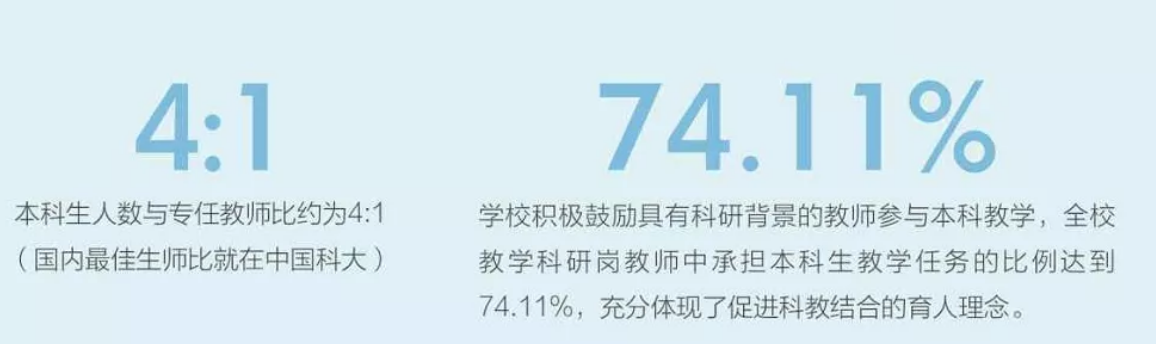 4:1
本科生人数与专任教师比约为4:1
（国内最佳生师比就在中国科大）
74.11%
学校积极鼓励具有科研背景的教师参与本科教学，全校
教学科研岗教师中承担本科生教学任务的比例达到
74.11%，充分体现了促进科教结合的育人理念。